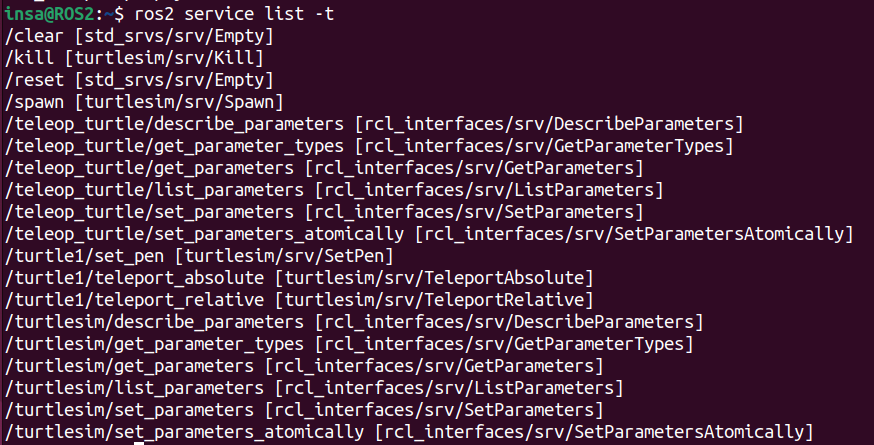 insa@ROS2:~$ ros2 service list -t
/clear [std_srvs/srv/Empty]
/kill [turtlesim/srv/Kill]
/reset [std_srvs/srv/Empty]
/spawn [turtlesim/srv/Spawn]
/teleop_turtle/describe_parameters [rcl_interfaces/srv/DescribeParameters]
/teleop_turtle/get_parameter_types [rcl_interfaces/srv/GetParameterTypes]
/teleop_turtle/get_parameters [rcl_interfaces/srv/GetParameters]
/teleop_turtle/list_parameters [rcl_interfaces/srv/ListParameters]
/teleop_turtle/set_parameters [rcl_interfaces/srv/SetParameters]
/teleop_turtle/set_parameters_atomically [rcl_interfaces/srv/SetParametersAtomically]
/turtle1/set_pen [turtlesim/srv/SetPen]
/turtle1/teleport_absolute [turtlesim/srv/TeleportAbsolute]
/turtle1/teleport_relative [turtlesim/srv/TeleportRelative]
/turtlesim/describe_parameters [rcl_interfaces/srv/DescribeParameters]
/turtlesim/get_parameter_types [rcl_interfaces/srv/GetParameterTypes]
/turtlesim/get_parameters [rcl_interfaces/srv/GetParameters]
/turtlesim/list_parameters [rcl_interfaces/srv/ListParameters]
/turtlesim/set_parameters [rcl_interfaces/srv/SetParameters]
/turtlesim/set_parameters_atomically [rcl_interfaces/srv/SetParametersAtomically]